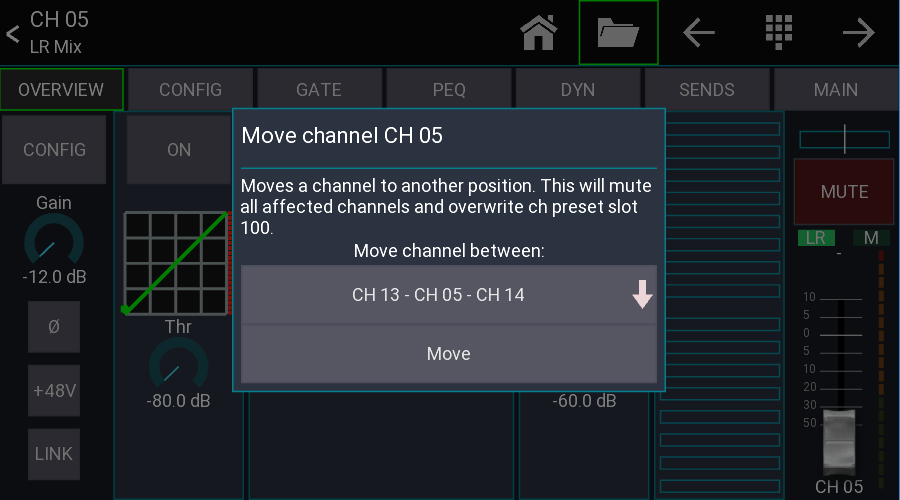 CH 05
LR Mix
OVERVIEW
CONFIG
GATE
PEQ
DYN
SENDS
MAIN
CONFIG
ON
Gain
-12.0 dB
Ø
+48V
LINK
Thr
-80.0 dB
Move channel CH 05
Moves a channel to another position. This will mute
all affected channels and overwrite ch preset slot
100.
Move channel between:
CH 13 - CH 05 - CH 14
Move
-60.0 dB
MUTE
LR M
-
10
5
0
5
10
20
30
50
CH 05